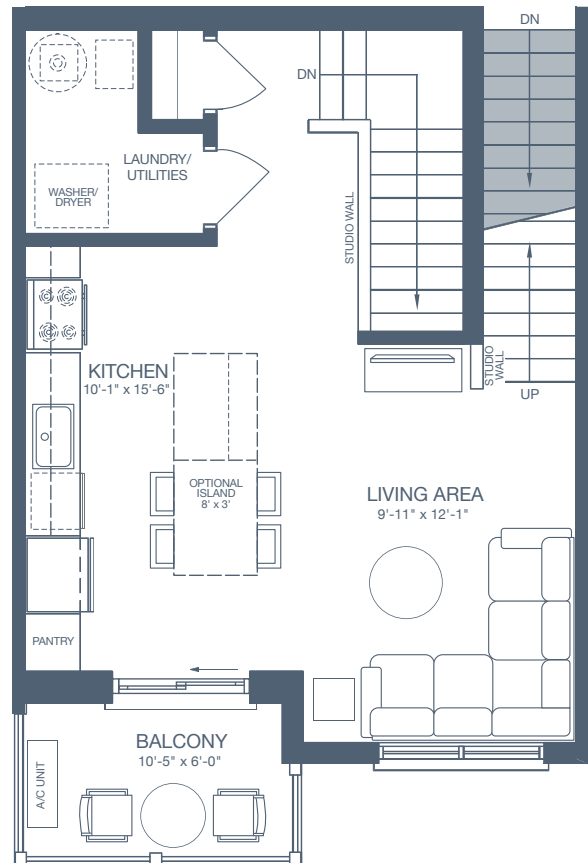 DN
DN
LAUNDRY/
UTILITIES
WASHER/
DRYER
STUDIO WALL
STUDIO
WALL
UP
KITCHEN
10'-1" x 15'-6"
OPTIONAL
ISLAND
8' x 3'
LIVING AREA
9'-11" x 12'-1"
PANTRY
BALCONY
10'-5" x 6'-0"
A/C UNIT